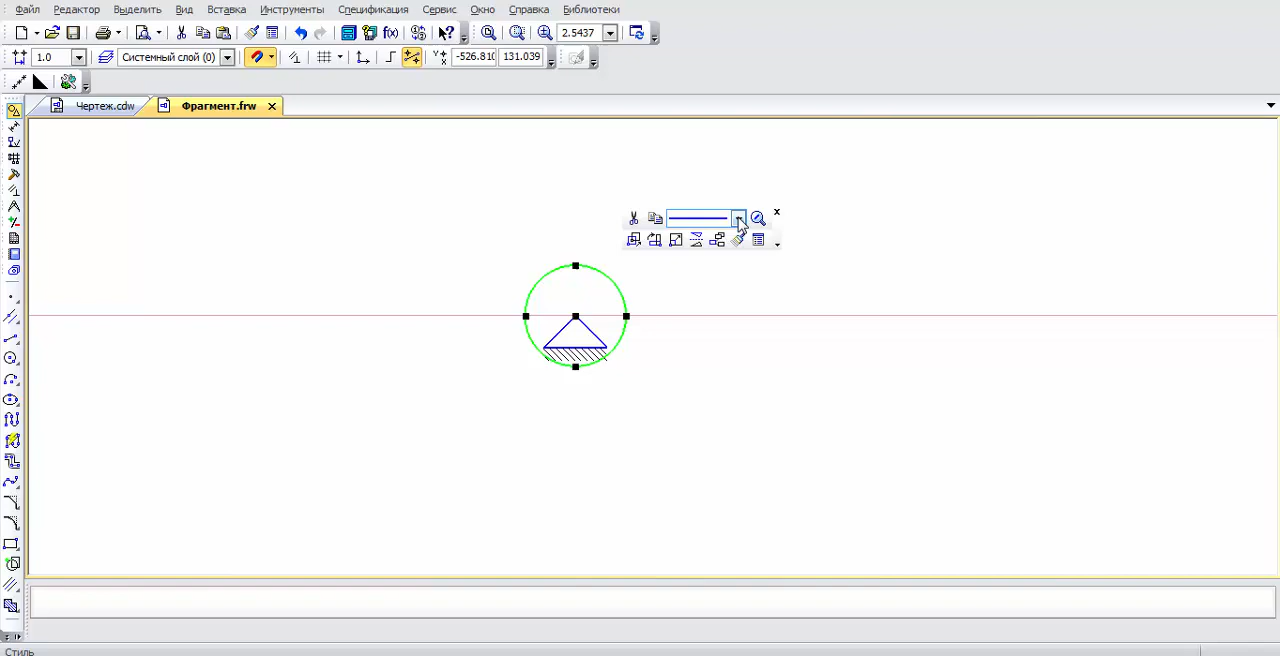 Файл Редактор Выделить Вид Вставка Инструменты Спецификация Сервис Окно Справка Библиотеки
f(x) 2.5437
1.0 Системный слой (0) -526.810 131.039
Чертеж.cdw Фрагмент.frw
Стиль